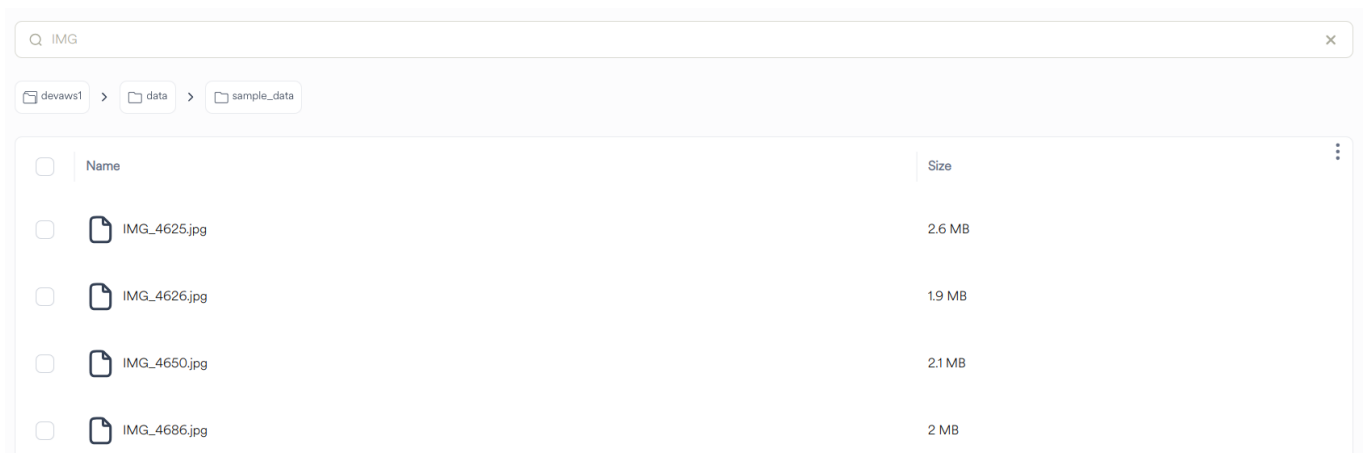 IMG
devaws1 > data > sample_data
Name Size
IMG_4625.jpg 2.6 MB
IMG_4626.jpg 1.9 MB
IMG_4650.jpg 2.1 MB
IMG_4686.jpg 2 MB